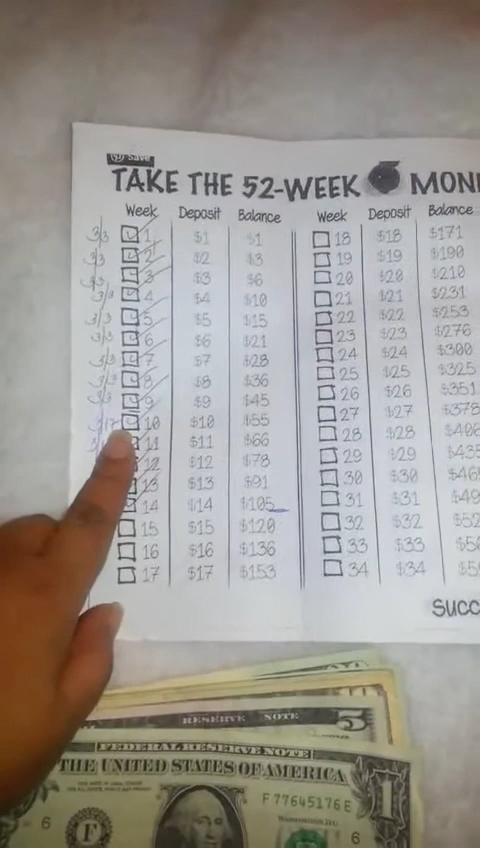 Save
TAKE THE 52-WEEK
Week Deposit Balance Week Deposit Balance
1 $1 $1 18 $18 $171
2 $2 $3 19 $19 $190
3 $3 $6 20 $20 $210
4 $4 $10 21 $21 $231
5 $5 $15 22 $22 $253
6 $6 $21 23 $23 $276
7 $7 $28 24 $24 $300
8 $8 $36 25 $25 $325
9 $9 $45 26 $26 $351
10 $10 $55 27 $27 $378
11 $11 $66 28 $28
12 $12 $78 29 $29
13 $13 $91 30 $30
14 $14 $105 31 $31
15 $15 $120 32 $32
16 $16 $136 33 $33
17 $17 $153 34 $34
RESERVE NOTE 5
FEDERAL RESERVE NOTE
THE UNITED STATES OF AMERICA 1
F 77645176 E
6 F WASHINGTON, D.C. 6